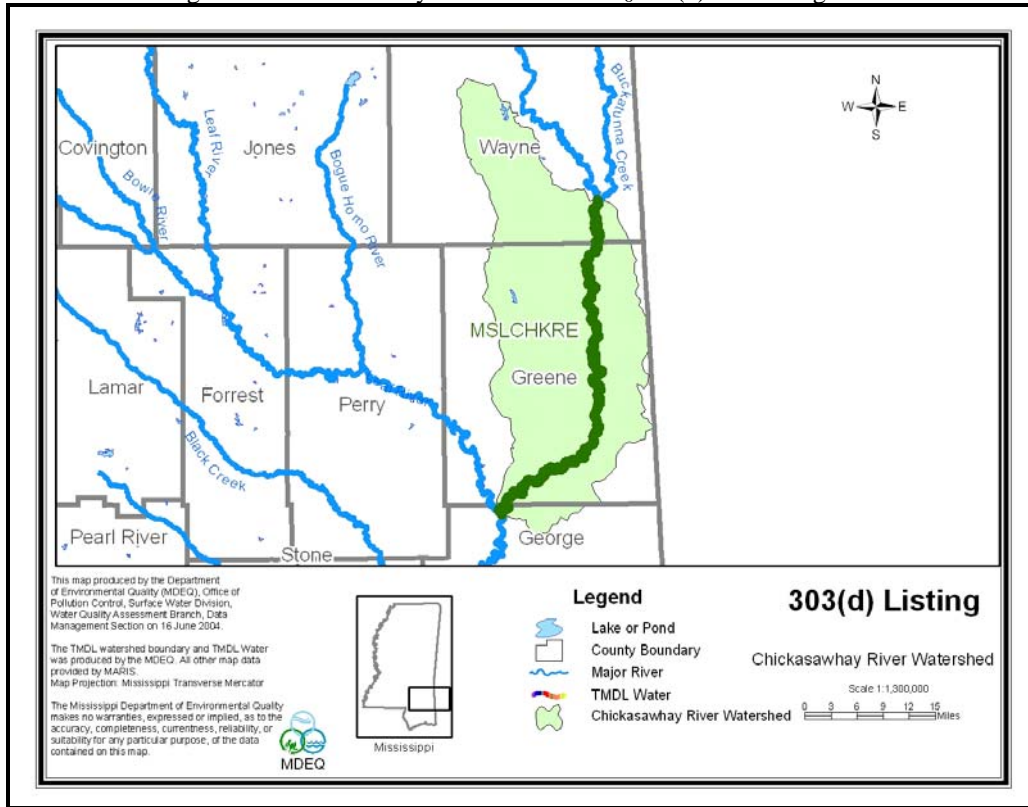 N
W E
S
Covington
Jones
Wayne
Leaf River
Bowie River
Bogue Homo River
Buckatunna Creek
MSLCHKRE
Greene
Lamar
Forrest
Perry
Black Creek
Pearl River
Stone
George
This map produced by the Department
of Environmental Quality (MDEQ), Office of
Pollution Control, Surface Water Division,
Water Quality Assessment Branch, Data
Management Section on 16 June 2004.
The TMDL watershed boundary and TMDL Water
was produced by the MDEQ. All other map data
provided by MARIS.
Map Projection: Mississippi Transverse Mercator
The Mississippi Department of Environmental Quality
makes no warranties, expressed or implied, as to the
accuracy, completeness, currentness, reliability, or
suitability for any particular purpose, of the data
contained on this map.
MDEQ
Mississippi
Legend
Lake or Pond
County Boundary
Major River
TMDL Water
Chickasawhay River Watershed
303(d) Listing
Chickasawhay River Watershed
Scale 1:1,300,000
0 3 6 9 12 15
Miles